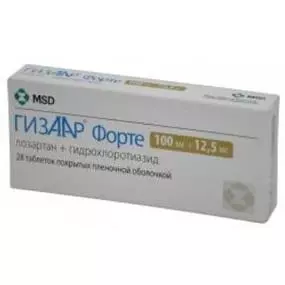 MSD
ГИЗААР® Форте
100 мг + 12,5 мг
лозартан + гидрохлоротиазид
28 таблеток покрытых пленочной оболочкой